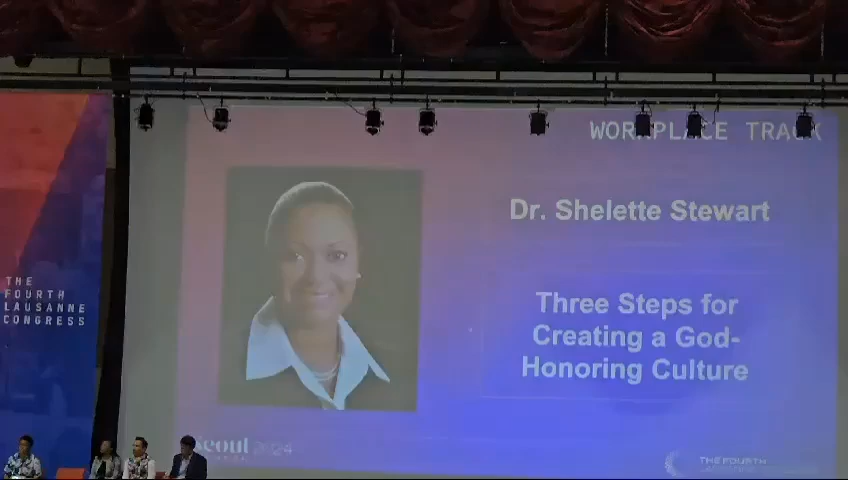 WORKPLACE TRACK
Dr. Shelette Stewart
Three Steps for
Creating a God-
Honoring Culture
THE
FOURTH
LAUSANNE
CONGRESS
Seoul 2024
THE FOURTH